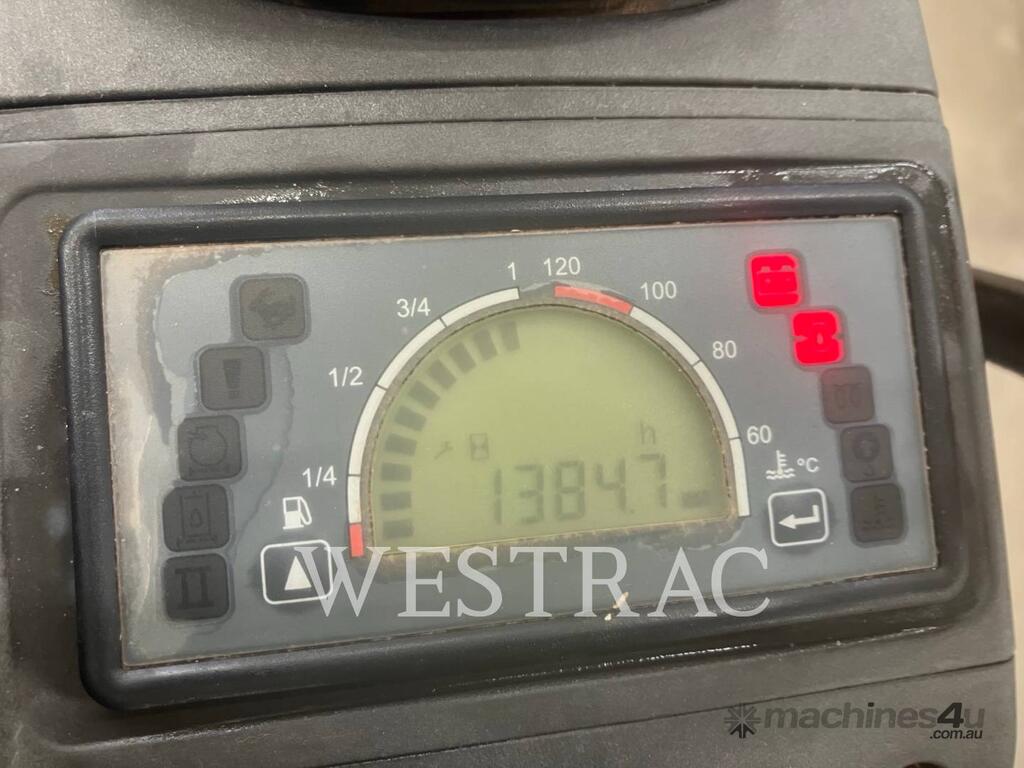 1 120
3/4 100
1/2 80
1/4 60
°C
h
1384.7
WESTRAC
machines4u
.com.au